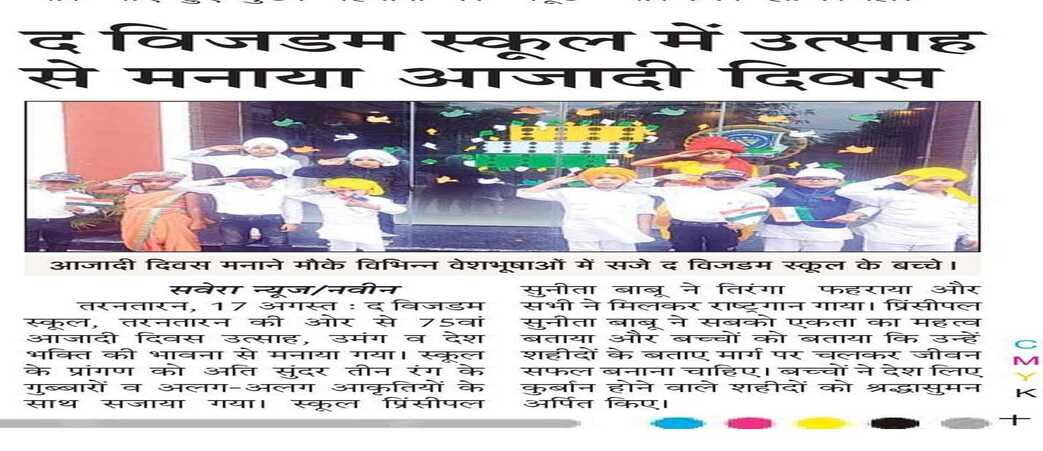 द विजडम स्कूल में उत्साह
से मनाया आजादी दिवस
आजादी दिवस मनाने मौके विभिन्न वेशभूषाओं में सजे द विजडम स्कूल के बच्चे।
सवेरा न्यूज/नवीन
तरनतारन, 17 अगस्त : द विजडम
स्कूल, तरनतारन की ओर से 75वां
आजादी दिवस उत्साह, उमंग व देश
भक्ति की भावना से मनाया गया। स्कूल
के प्रांगण को अति सुंदर तीन रंग के
गुब्बारों व अलग-अलग आकृतियों के
साथ सजाया गया। स्कूल प्रिंसीपल
सुनीता बाबू ने तिरंगा फहराया और
सभी ने मिलकर राष्ट्रगान गाया। प्रिंसीपल
सुनीता बाबू ने सबको एकता का महत्व
बताया और बच्चों को बताया कि उन्हें
शहीदों के बताए मार्ग पर चलकर जीवन
सफल बनाना चाहिए। बच्चों ने देश लिए
कुर्बान होने वाले शहीदों को श्रद्धासुमन
अर्पित किए।
C
M
Y
K